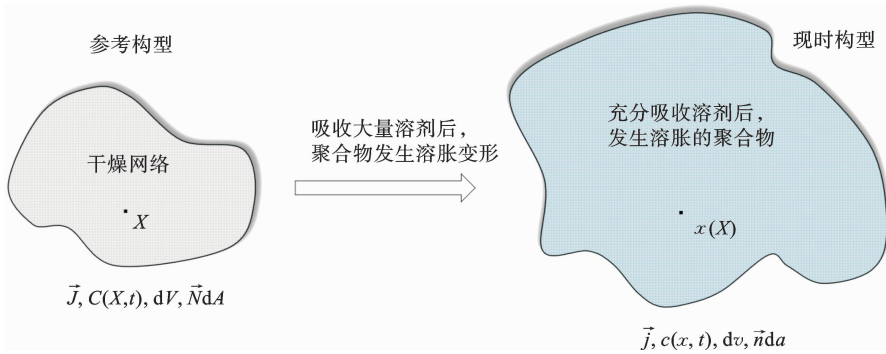 参考构型
干燥网络
X
J⃗, C(X,t), dV, N⃗dA
吸收大量溶剂后，
聚合物发生溶胀变形
现时构型
充分吸收溶剂后，
发生溶胀的聚合物
x(X)
j⃗, c(x, t), dv, n⃗da